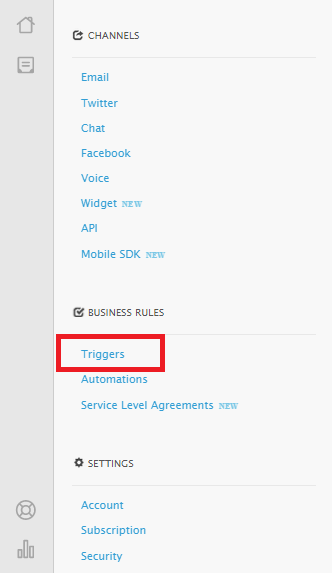 CHANNELS
Email
Twitter
Chat
Facebook
Voice
Widget NEW
API
Mobile SDK NEW
BUSINESS RULES
Triggers
Automations
Service Level Agreements NEW
SETTINGS
Account
Subscription
Security